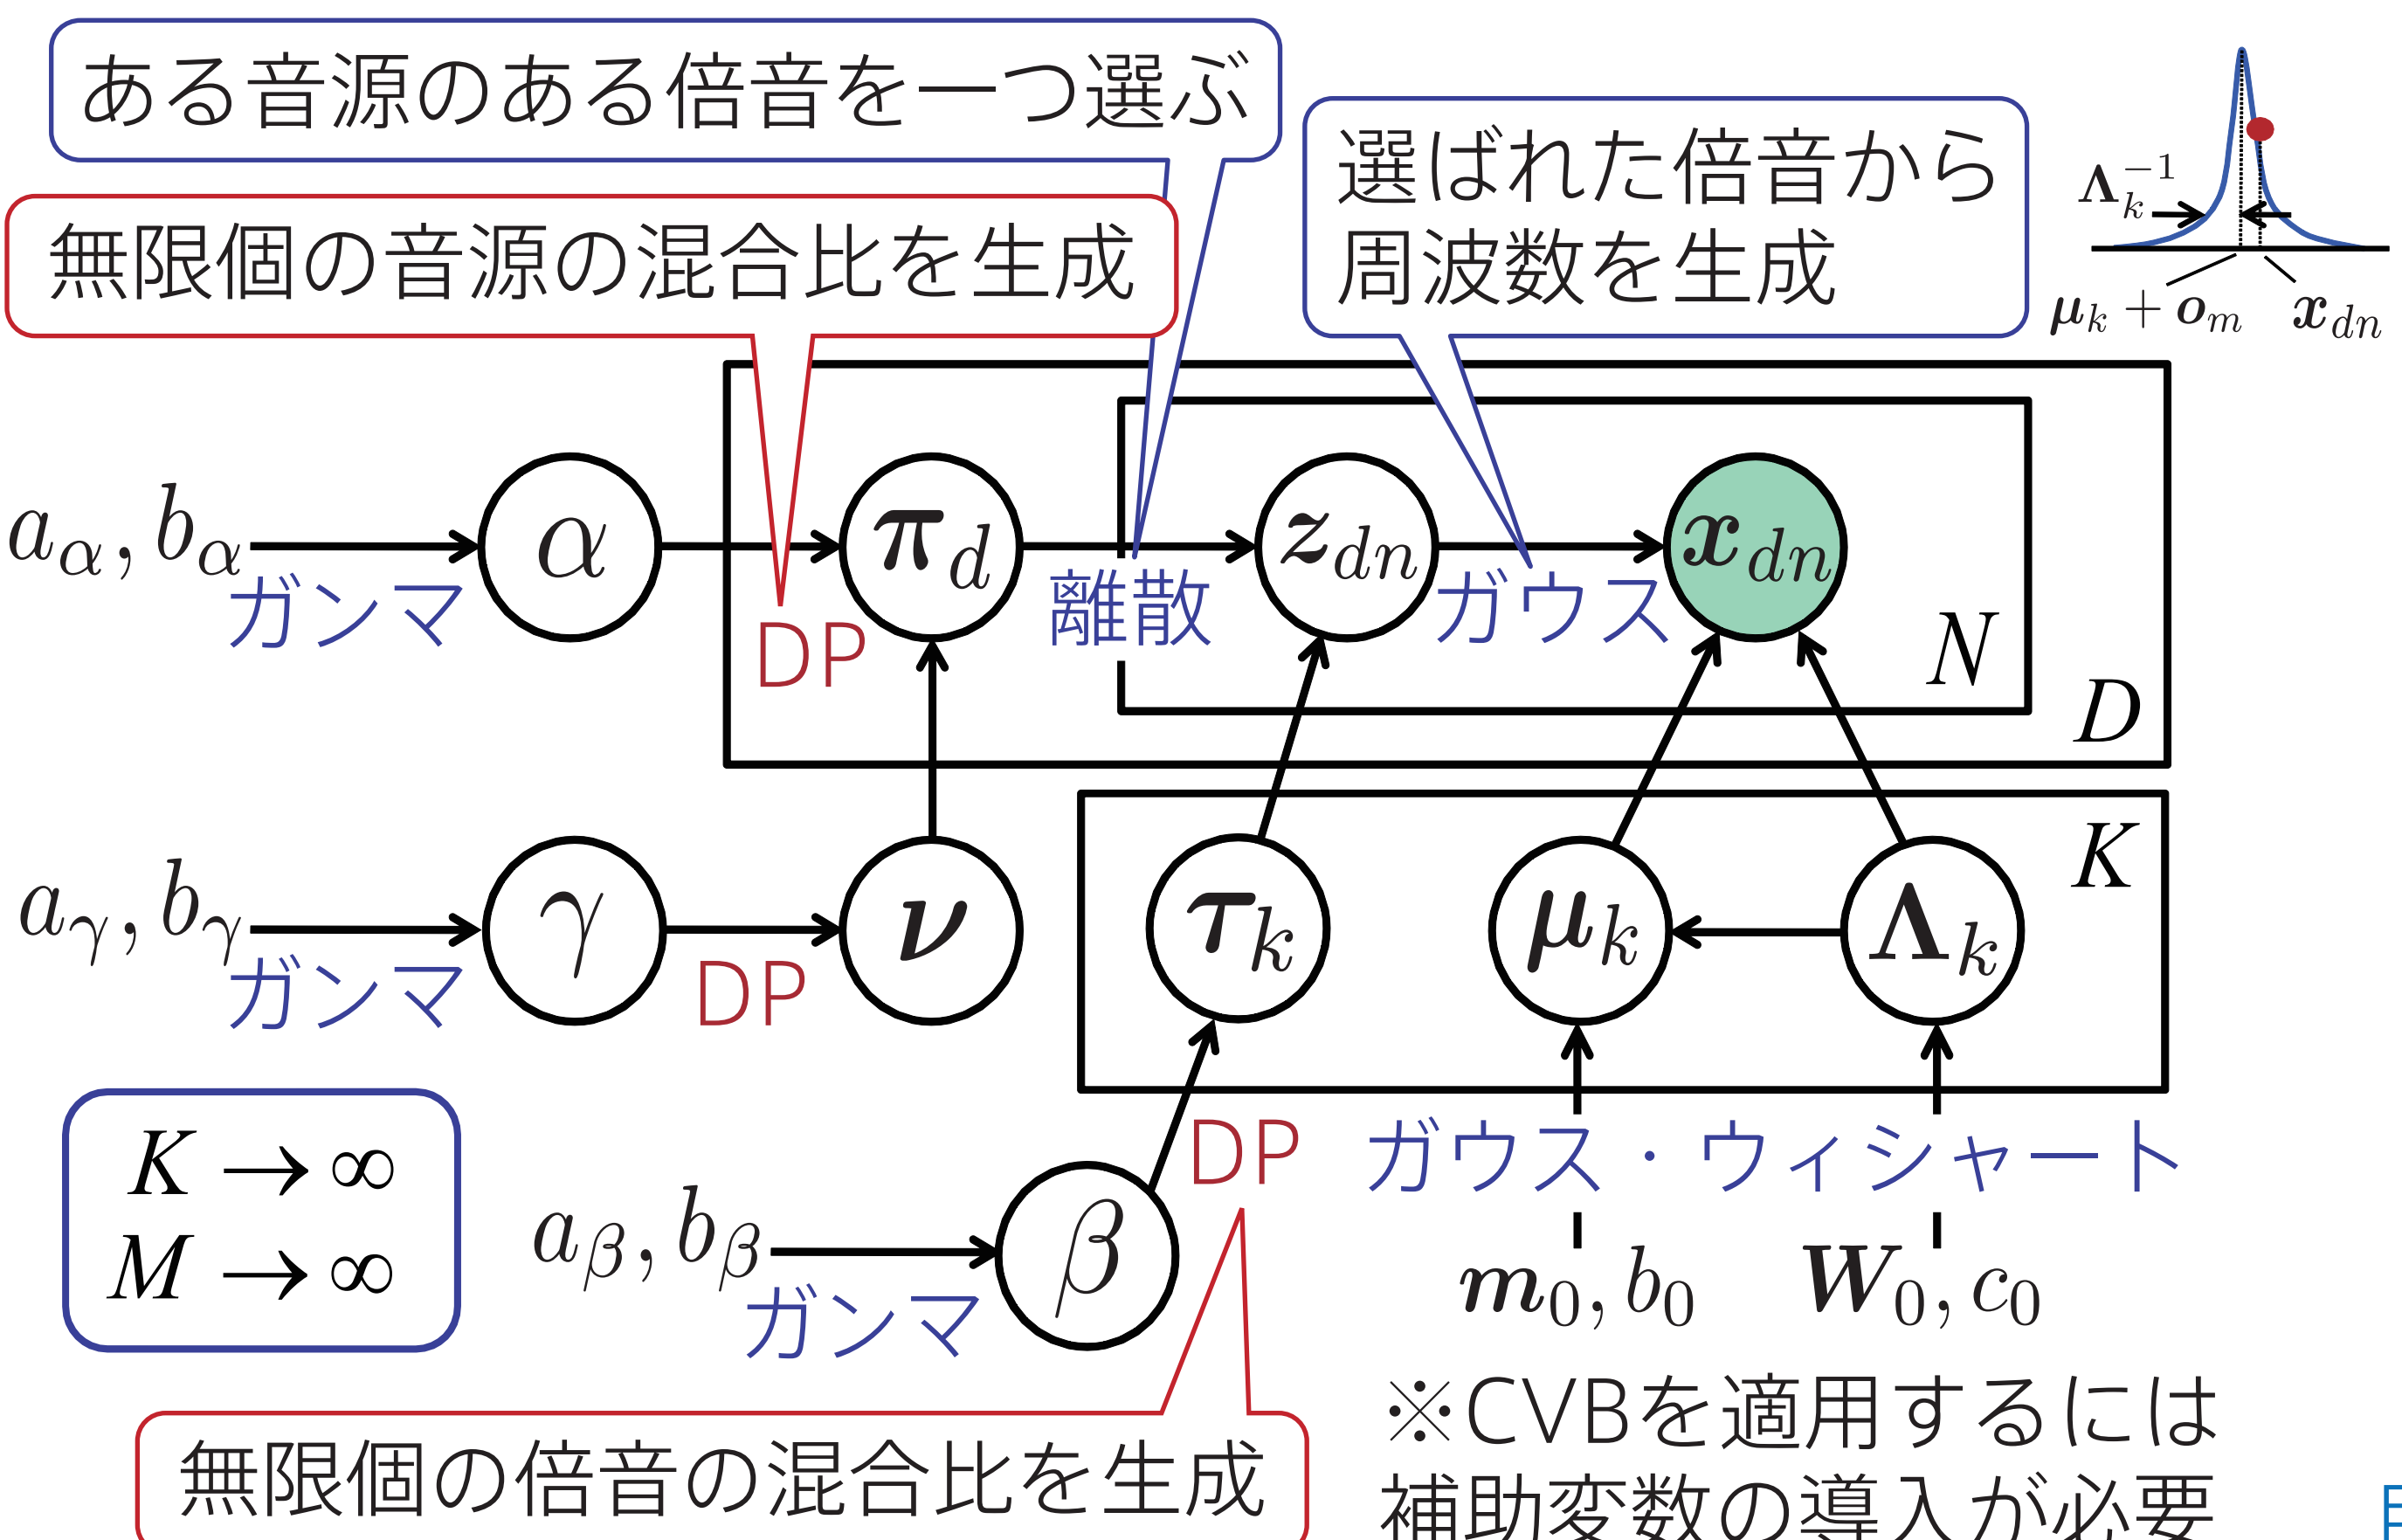 ある音源のある倍音を一つ選ぶ
無限個の音源の混合比を生成
選ばれた倍音から
周波数を生成
Λ_k^{-1}
μ_k + o_m
x_{dn}
a_α, b_α
ガンマ
α
DP
π_d
離散
z_{dn}
ガウス
x_{dn}
N
D
a_γ, b_γ
ガンマ
γ
DP
ν
τ_k
μ_k
Λ_k
K
K → ∞
M → ∞
a_β, b_β
ガンマ
β
DP
ガウス・ウィシャート
m_0, b_0
W_0, c_0
無限個の倍音の混合比を生成
※CVBを適用するには
補助変数の導入が必要